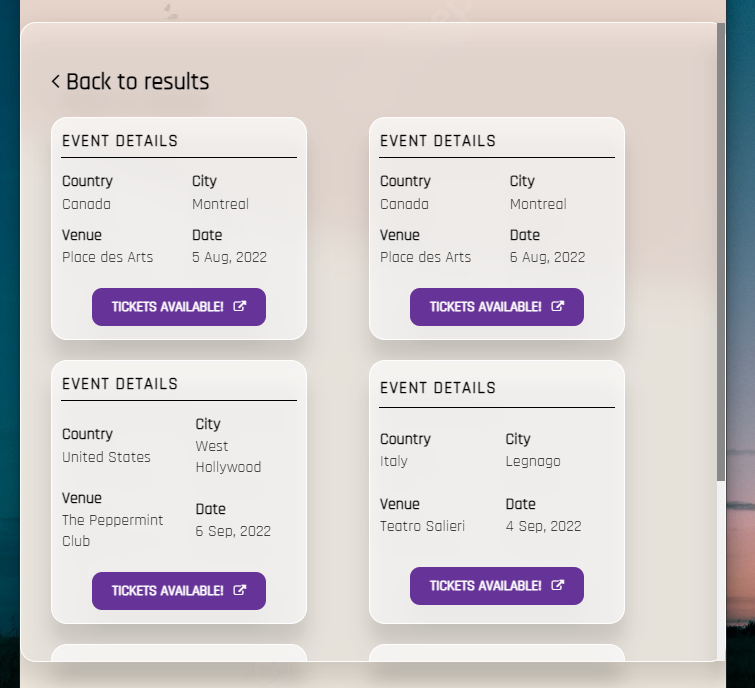 Back to results
EVENT DETAILS
Country City
Canada Montreal
Venue Date
Place des Arts 5 Aug, 2022
TICKETS AVAILABLE!
EVENT DETAILS
Country City
Canada Montreal
Venue Date
Place des Arts 6 Aug, 2022
TICKETS AVAILABLE!
EVENT DETAILS
Country
United States
City
West
Hollywood
Venue
The Peppermint
Club
Date
6 Sep, 2022
TICKETS AVAILABLE!
EVENT DETAILS
Country City
Italy Legnago
Venue Date
Teatro Salieri 4 Sep, 2022
TICKETS AVAILABLE!